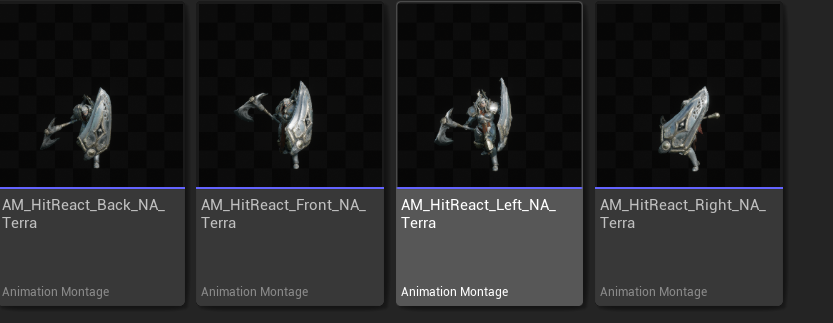 AM_HitReact_Back_NA_
Terra
Animation Montage
AM_HitReact_Front_NA_
Terra
Animation Montage
AM_HitReact_Left_NA_
Terra
Animation Montage
AM_HitReact_Right_NA_
Terra
Animation Montage